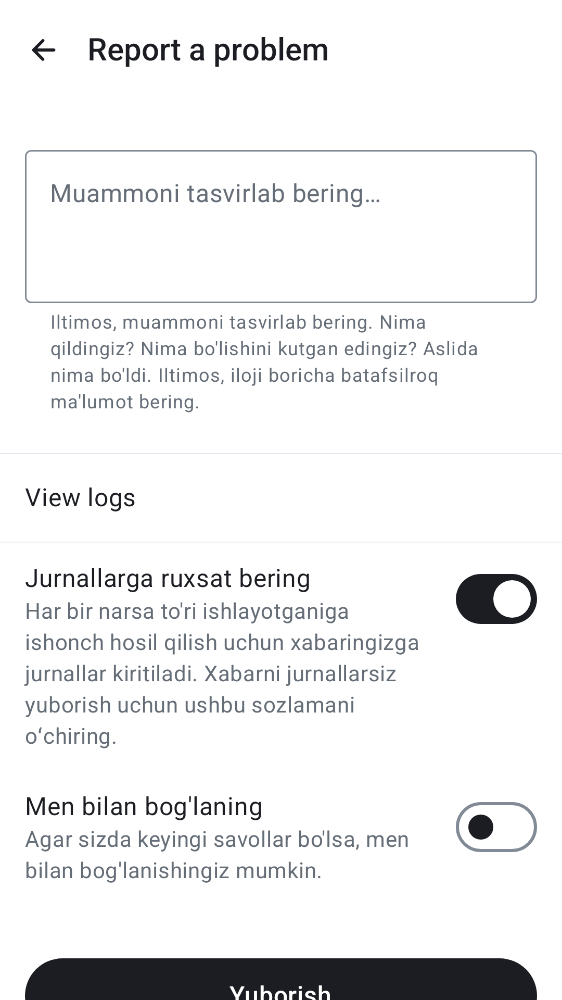 Report a problem
Muammoni tasvirlab bering…
Iltimos, muammoni tasvirlab bering. Nima
qildingiz? Nima bo'lishini kutgan edingiz? Aslida
nima bo'ldi. Iltimos, iloji boricha batafsilroq
ma'lumot bering.
View logs
Jurnallarga ruxsat bering
Har bir narsa to'ri ishlayotganiga
ishonch hosil qilish uchun xabaringizga
jurnallar kiritiladi. Xabarni jurnallarsiz
yuborish uchun ushbu sozlamani
oʻchiring.
Men bilan bog'laning
Agar sizda keyingi savollar bo'lsa, men
bilan bog'lanishingiz mumkin.
Yuborish